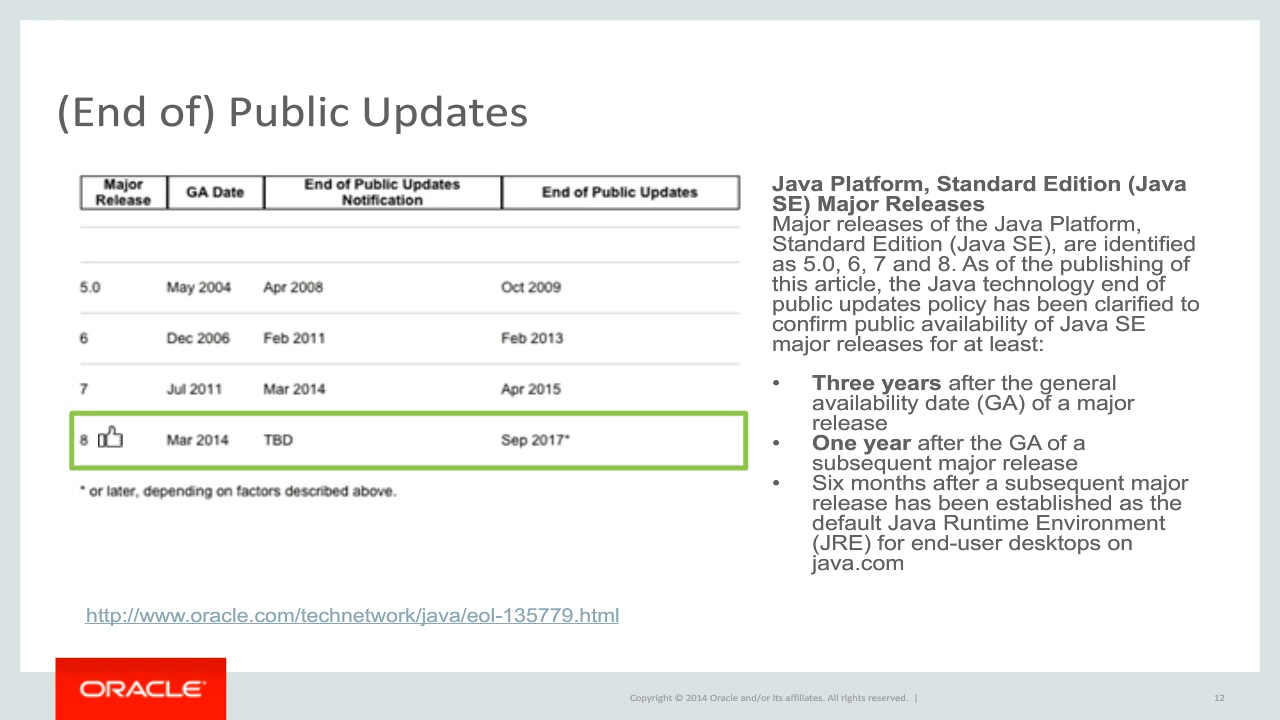 (End of) Public Updates
Major Release
GA Date
End of Public Updates Notification
End of Public Updates
5.0 May 2004 Apr 2008 Oct 2009
6 Dec 2006 Feb 2011 Feb 2013
7 Jul 2011 Mar 2014 Apr 2015
8 Mar 2014 TBD Sep 2017*
* or later, depending on factors described above.
http://www.oracle.com/technetwork/java/eol-135779.html
Java Platform, Standard Edition (Java
SE) Major Releases
Major releases of the Java Platform,
Standard Edition (Java SE), are identified
as 5.0, 6, 7 and 8. As of the publishing of
this article, the Java technology end of
public updates policy has been clarified to
confirm public availability of Java SE
major releases for at least:
• Three years after the general
availability date (GA) of a major
release
• One year after the GA of a
subsequent major release
• Six months after a subsequent major
release has been established as the
default Java Runtime Environment
(JRE) for end-user desktops on
java.com
ORACLE®
Copyright © 2014 Oracle and/or its affiliates. All rights reserved. |
12